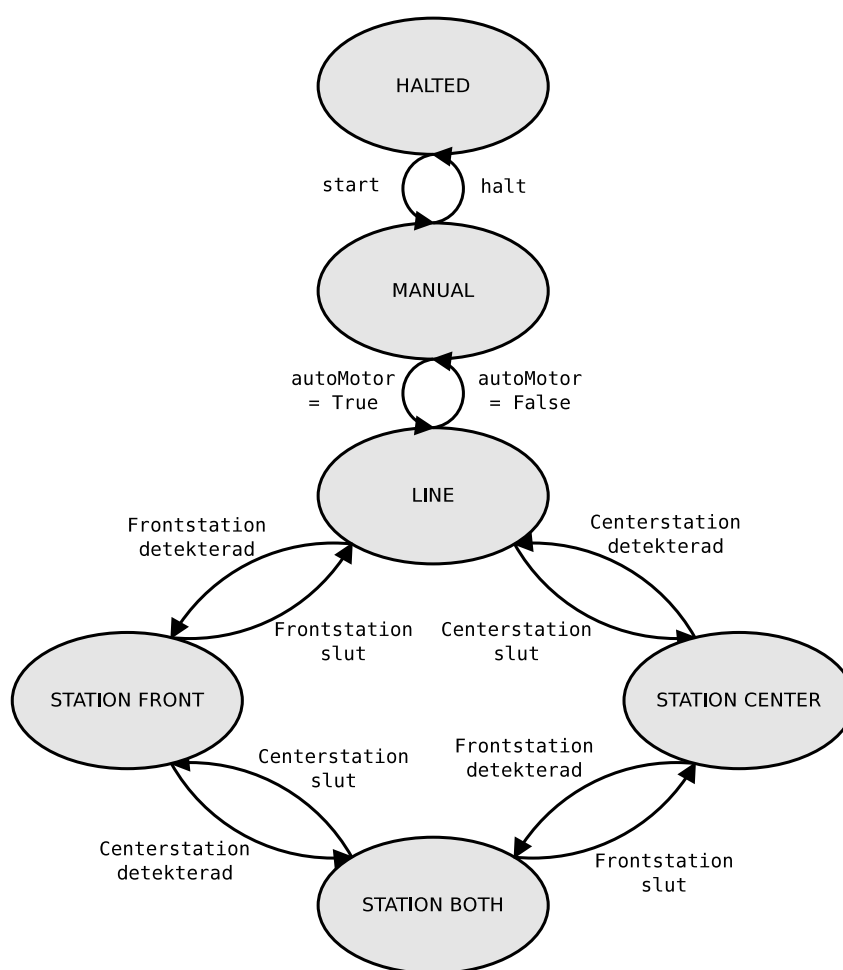 HALTED
start
halt
MANUAL
autoMotor
= True
autoMotor
= False
LINE
Frontstation
detekterad
Centerstation
detekterad
Frontstation
slut
Centerstation
slut
STATION FRONT
STATION CENTER
Centerstation
slut
Frontstation
detekterad
Centerstation
detekterad
Frontstation
slut
STATION BOTH